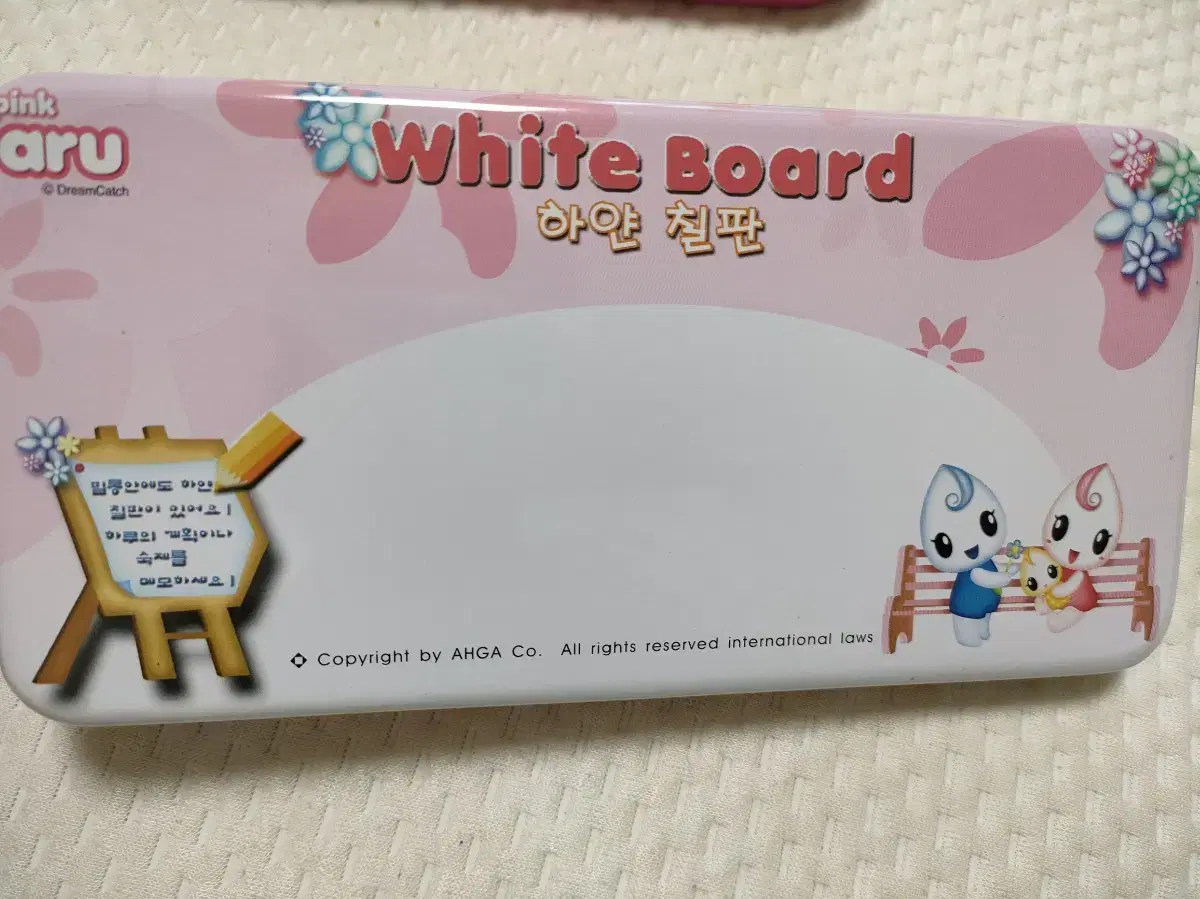 pink
aru
© DreamCatch
White Board
하얀 칠판
필통안에도 하얀
칠판이 있어요!
하루의 계획이나
숙제를
메모하세요!
Copyright by AHGA Co. All rights reserved international laws